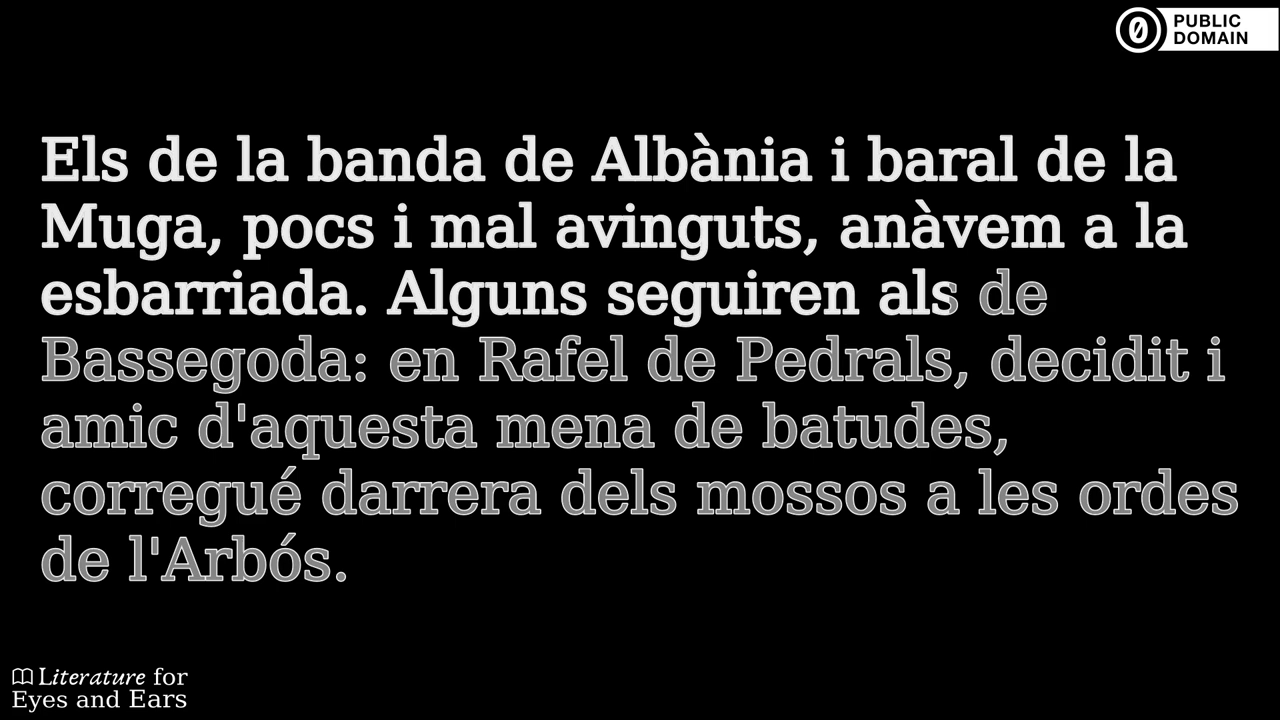 PUBLIC
DOMAIN
Els de la banda de Albània i baral de la
Muga, pocs i mal avinguts, anàvem a la
esbarriada. Alguns seguiren als de
Bassegoda: en Rafel de Pedrals, decidit i
amic d'aquesta mena de batudes,
corregué darrera dels mossos a les ordes
de l'Arbós.
Literature for
Eyes and Ears